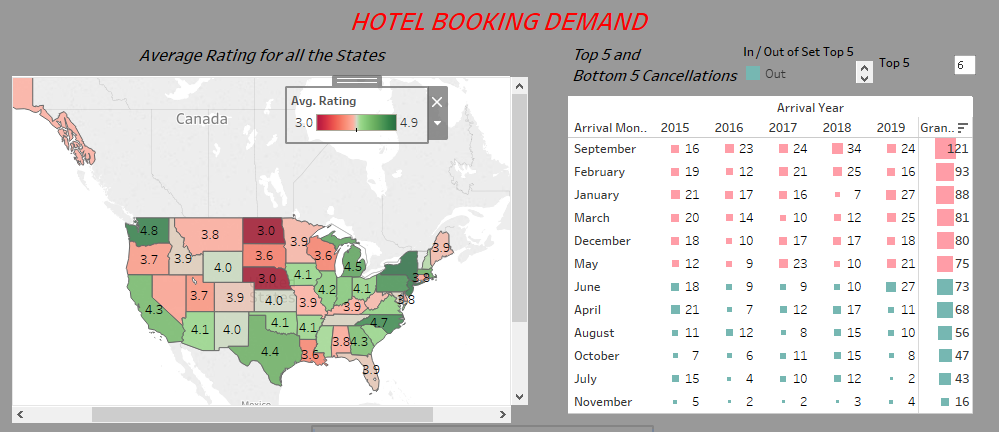 HOTEL BOOKING DEMAND
Average Rating for all the States
Top 5 and
Bottom 5 Cancellations
In / Out of Set Top 5
Out
Top 5
6
Avg. Rating
3.0 4.9
Canada
4.8 3.8 3.0 3.9 3.9
3.7 3.9 4.0 3.6 3.6 4.5
4.3 3.7 3.9 3.0 4.1 4.2 4.1 3.8
4.0 3.9 3.9 3.8
4.1 4.0 4.1 4.1 4.7
4.4 3.6 3.8 4.3
3.9
Mexico
Arrival Year
Arrival Mon.. 2015 2016 2017 2018 2019 Gran..
September 16 23 24 34 24 121
February 19 12 21 25 16 93
January 21 17 16 7 27 88
March 20 14 10 12 25 81
December 18 10 17 17 18 80
May 12 9 23 10 21 75
June 18 9 9 10 27 73
April 21 7 12 17 11 68
August 11 12 8 15 10 56
October 7 6 11 15 8 47
July 15 4 10 12 2 43
November 5 2 2 3 4 16